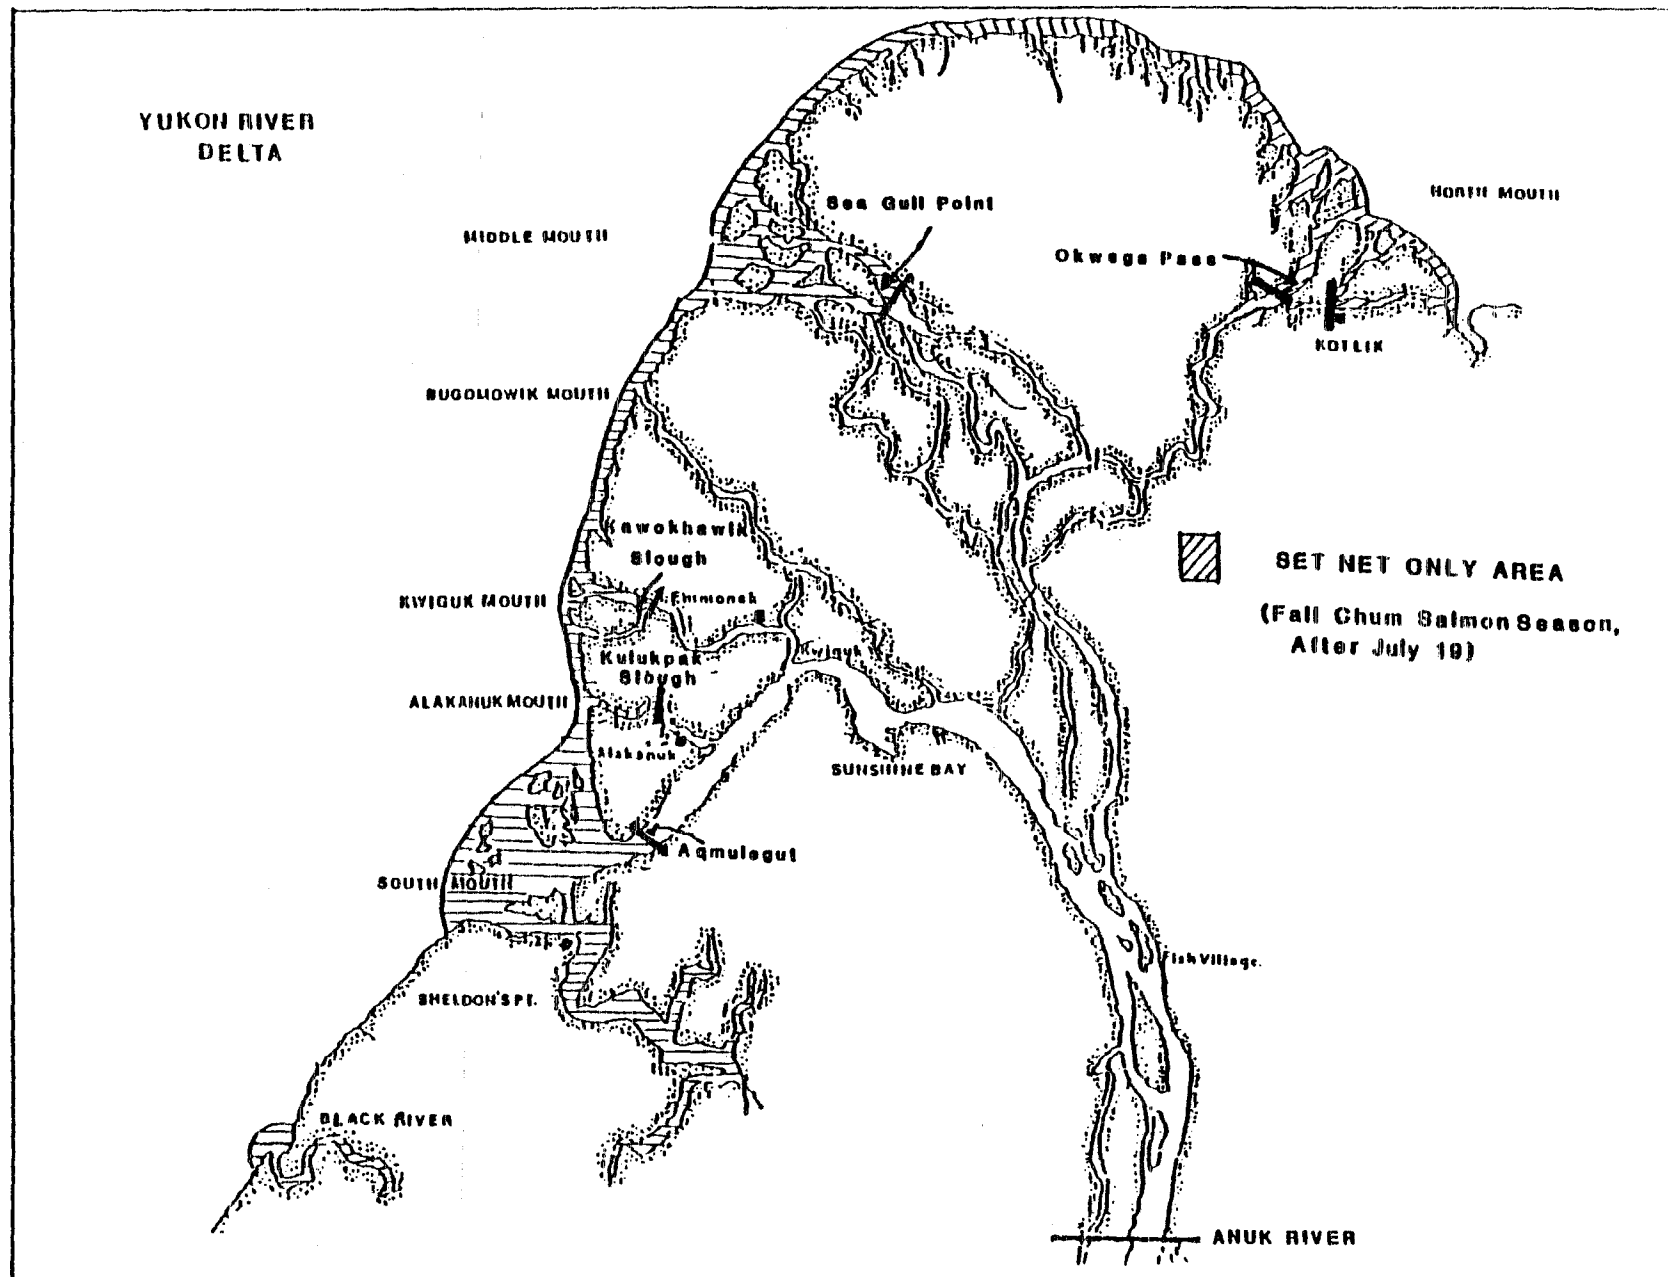 YUKON RIVER
DELTA
Sea Gull Point
NORTH MOUTH
MIDDLE MOUTH
Okwega Pass
KOTLIK
BUGOMOWIK MOUTH
Kawokhawik
Slough
SET NET ONLY AREA
KWIGUK MOUTH
Emmonak
(Fall Chum Salmon Season,
After July 19)
Kwiguk
Kulukpak
Slough
ALAKANUK MOUTH
Alakanuk
SUNSHINE BAY
Aqmulegut
SOUTH MOUTH
Fish Village.
SHELDON'S PT.
BLACK RIVER
ANUK RIVER